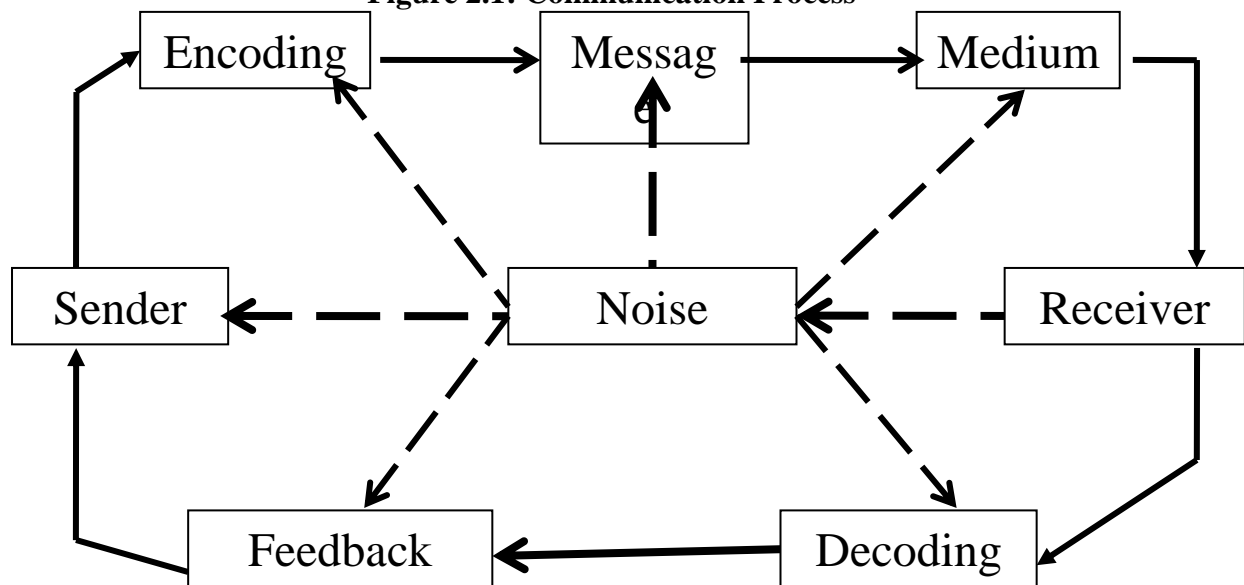 Figure 2.1: Communication Process
Encoding
Messag
e
Medium
Sender
Noise
Receiver
Feedback
Decoding